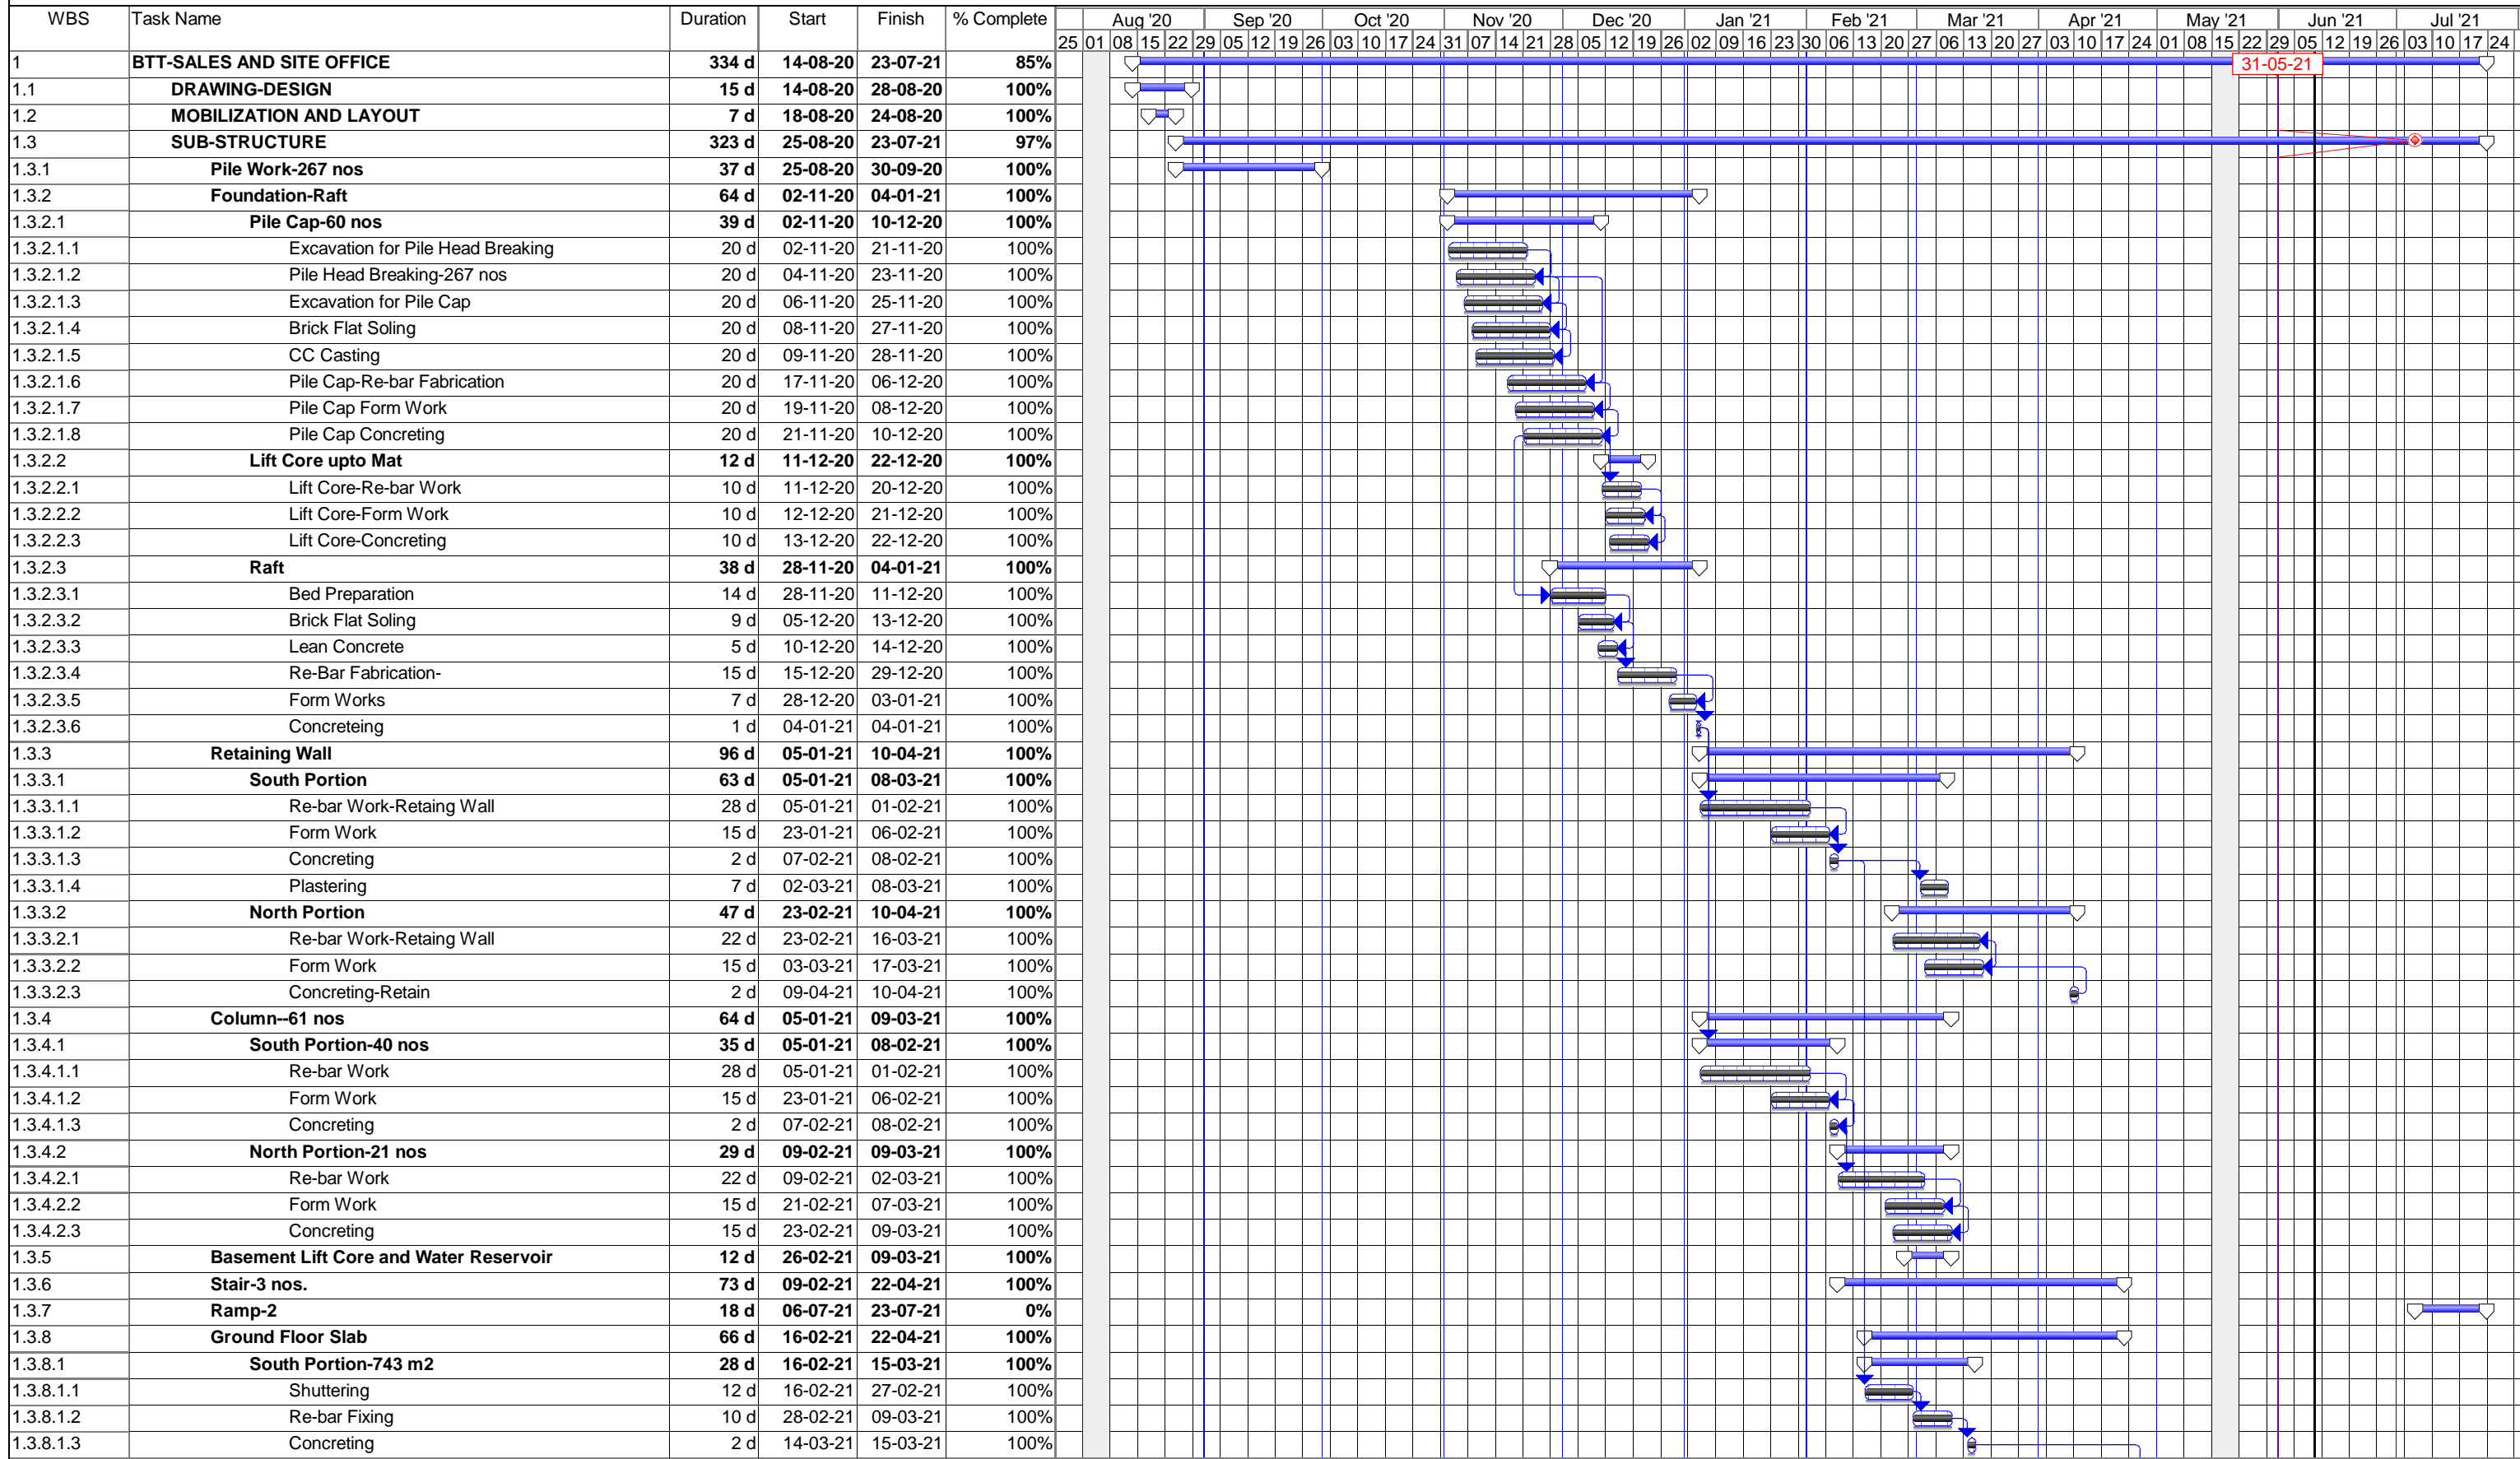 WBS Task Name Duration Start Finish % Complete Aug '20 Sep '20 Oct '20 Nov '20 Dec '20 Jan '21 Feb '21 Mar '21 Apr '21 May '21 Jun '21 Jul '21
25 01 08 15 22 29 05 12 19 26 03 10 17 24 31 07 14 21 28 05 12 19 26 02 09 16 23 30 06 13 20 27 06 13 20 27 03 10 17 24 01 08 15 22 29 05 12 19 26 03 10 17 24
1 BTT-SALES AND SITE OFFICE 334 d 14-08-20 23-07-21 85% 31-05-21
1.1 DRAWING-DESIGN 15 d 14-08-20 28-08-20 100%
1.2 MOBILIZATION AND LAYOUT 7 d 18-08-20 24-08-20 100%
1.3 SUB-STRUCTURE 323 d 25-08-20 23-07-21 97%
1.3.1 Pile Work-267 nos 37 d 25-08-20 30-09-20 100%
1.3.2 Foundation-Raft 64 d 02-11-20 04-01-21 100%
1.3.2.1 Pile Cap-60 nos 39 d 02-11-20 10-12-20 100%
1.3.2.1.1 Excavation for Pile Head Breaking 20 d 02-11-20 21-11-20 100%
1.3.2.1.2 Pile Head Breaking-267 nos 20 d 04-11-20 23-11-20 100%
1.3.2.1.3 Excavation for Pile Cap 20 d 06-11-20 25-11-20 100%
1.3.2.1.4 Brick Flat Soling 20 d 08-11-20 27-11-20 100%
1.3.2.1.5 CC Casting 20 d 09-11-20 28-11-20 100%
1.3.2.1.6 Pile Cap-Re-bar Fabrication 20 d 17-11-20 06-12-20 100%
1.3.2.1.7 Pile Cap Form Work 20 d 19-11-20 08-12-20 100%
1.3.2.1.8 Pile Cap Concreting 20 d 21-11-20 10-12-20 100%
1.3.2.2 Lift Core upto Mat 12 d 11-12-20 22-12-20 100%
1.3.2.2.1 Lift Core-Re-bar Work 10 d 11-12-20 20-12-20 100%
1.3.2.2.2 Lift Core-Form Work 10 d 12-12-20 21-12-20 100%
1.3.2.2.3 Lift Core-Concreting 10 d 13-12-20 22-12-20 100%
1.3.2.3 Raft 38 d 28-11-20 04-01-21 100%
1.3.2.3.1 Bed Preparation 14 d 28-11-20 11-12-20 100%
1.3.2.3.2 Brick Flat Soling 9 d 05-12-20 13-12-20 100%
1.3.2.3.3 Lean Concrete 5 d 10-12-20 14-12-20 100%
1.3.2.3.4 Re-Bar Fabrication- 15 d 15-12-20 29-12-20 100%
1.3.2.3.5 Form Works 7 d 28-12-20 03-01-21 100%
1.3.2.3.6 Concreteing 1 d 04-01-21 04-01-21 100%
1.3.3 Retaining Wall 96 d 05-01-21 10-04-21 100%
1.3.3.1 South Portion 63 d 05-01-21 08-03-21 100%
1.3.3.1.1 Re-bar Work-Retaing Wall 28 d 05-01-21 01-02-21 100%
1.3.3.1.2 Form Work 15 d 23-01-21 06-02-21 100%
1.3.3.1.3 Concreting 2 d 07-02-21 08-02-21 100%
1.3.3.1.4 Plastering 7 d 02-03-21 08-03-21 100%
1.3.3.2 North Portion 47 d 23-02-21 10-04-21 100%
1.3.3.2.1 Re-bar Work-Retaing Wall 22 d 23-02-21 16-03-21 100%
1.3.3.2.2 Form Work 15 d 03-03-21 17-03-21 100%
1.3.3.2.3 Concreting-Retain 2 d 09-04-21 10-04-21 100%
1.3.4 Column--61 nos 64 d 05-01-21 09-03-21 100%
1.3.4.1 South Portion-40 nos 35 d 05-01-21 08-02-21 100%
1.3.4.1.1 Re-bar Work 28 d 05-01-21 01-02-21 100%
1.3.4.1.2 Form Work 15 d 23-01-21 06-02-21 100%
1.3.4.1.3 Concreting 2 d 07-02-21 08-02-21 100%
1.3.4.2 North Portion-21 nos 29 d 09-02-21 09-03-21 100%
1.3.4.2.1 Re-bar Work 22 d 09-02-21 02-03-21 100%
1.3.4.2.2 Form Work 15 d 21-02-21 07-03-21 100%
1.3.4.2.3 Concreting 15 d 23-02-21 09-03-21 100%
1.3.5 Basement Lift Core and Water Reservoir 12 d 26-02-21 09-03-21 100%
1.3.6 Stair-3 nos. 73 d 09-02-21 22-04-21 100%
1.3.7 Ramp-2 18 d 06-07-21 23-07-21 0%
1.3.8 Ground Floor Slab 66 d 16-02-21 22-04-21 100%
1.3.8.1 South Portion-743 m2 28 d 16-02-21 15-03-21 100%
1.3.8.1.1 Shuttering 12 d 16-02-21 27-02-21 100%
1.3.8.1.2 Re-bar Fixing 10 d 28-02-21 09-03-21 100%
1.3.8.1.3 Concreting 2 d 14-03-21 15-03-21 100%